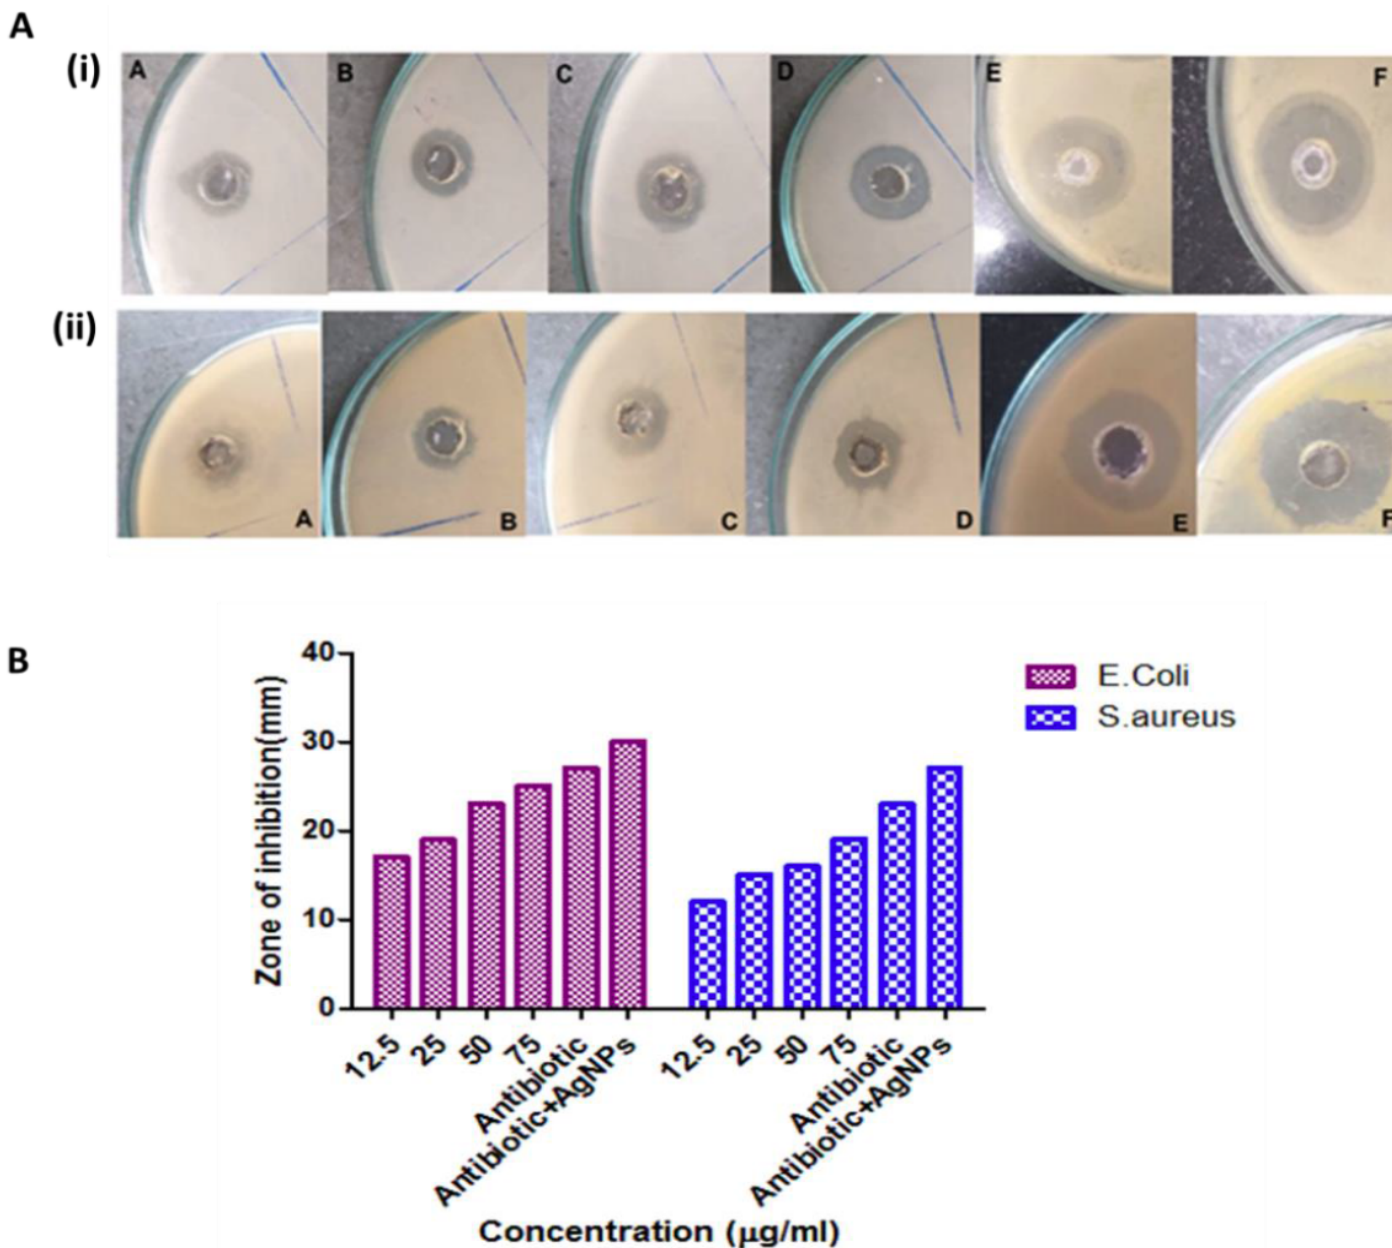 A
(i)
A B C D E F
(ii)
A B C D E F
B
40
30
20
10
0
Zone of inhibition(mm)
E.Coli
S.aureus
12.5 25 50 75 Antibiotic Antibiotic+AgNPs 12.5 25 50 75 Antibiotic Antibiotic+AgNPs
Concentration (μg/ml)